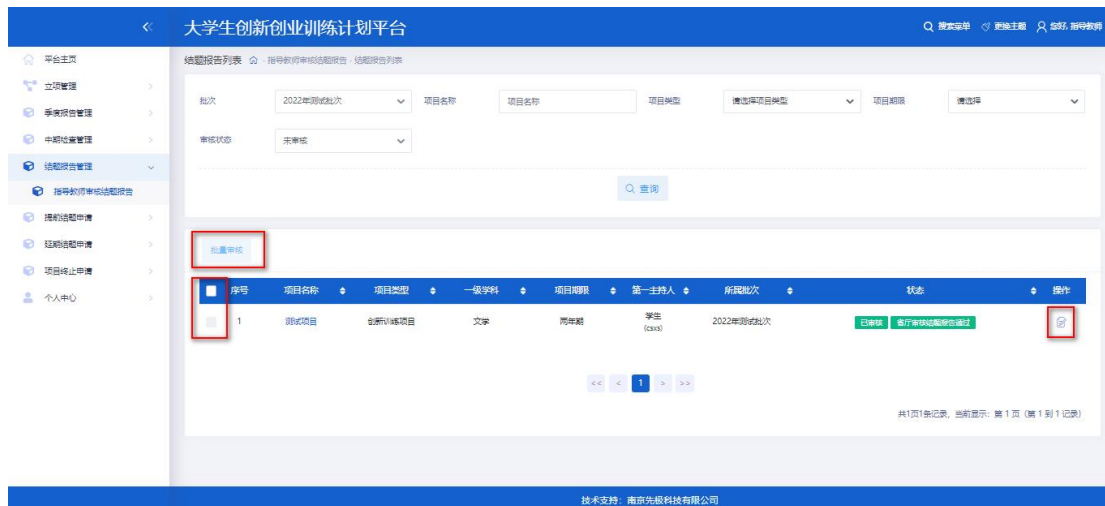 大学生创新创业训练计划平台
搜索菜单 更换主题 您好, 指导教师
平台主页
立项管理
季度报告管理
中期检查管理
结题报告管理
指导教师审核结题报告
提前结题申请
延期结题申请
项目终止申请
个人中心
结题报告列表 - 指导教师审核结题报告 - 结题报告列表
批次 2022年测试批次 项目名称 项目名称 项目类型 请选择项目类型 项目期限 请选择
审核状态 未审核
查询
批量审核
序号 项目名称 项目类型 一级学科 项目期限 第一主持人 所属批次 状态 操作
1 测试项目 创新训练项目 文学 两年期 学生 2022年测试批次 已审核 省厅审核结题报告通过
(csxs)
<< < 1 > >>
共1页1条记录, 当前显示: 第 1 页 (第 1 到 1 记录)
技术支持: 南京先极科技有限公司